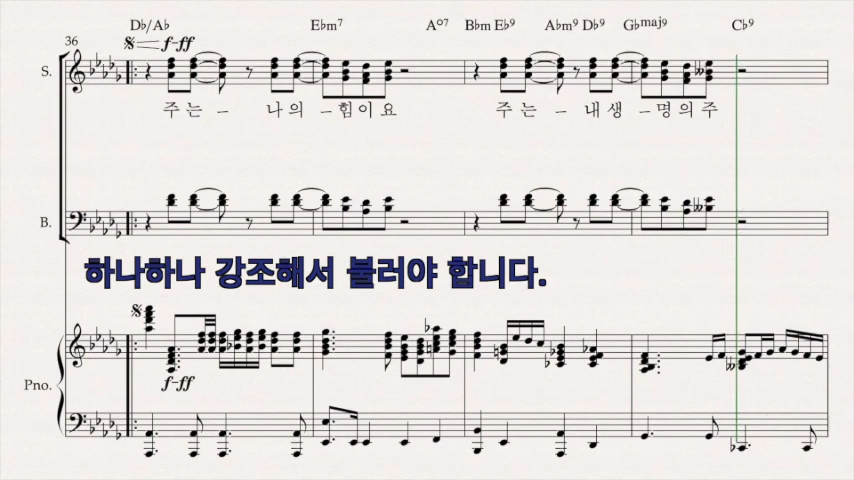 D♭/A♭ E♭m7 A°7 B♭m E♭9 A♭m9 D♭9 G♭maj9 C♭9
36 f-ff
S.
주는 - 나의 - 힘이요 주는 - 내생 - 명의주
B.
하나하나 강조해서 불러야 합니다.
f-ff
Pno.